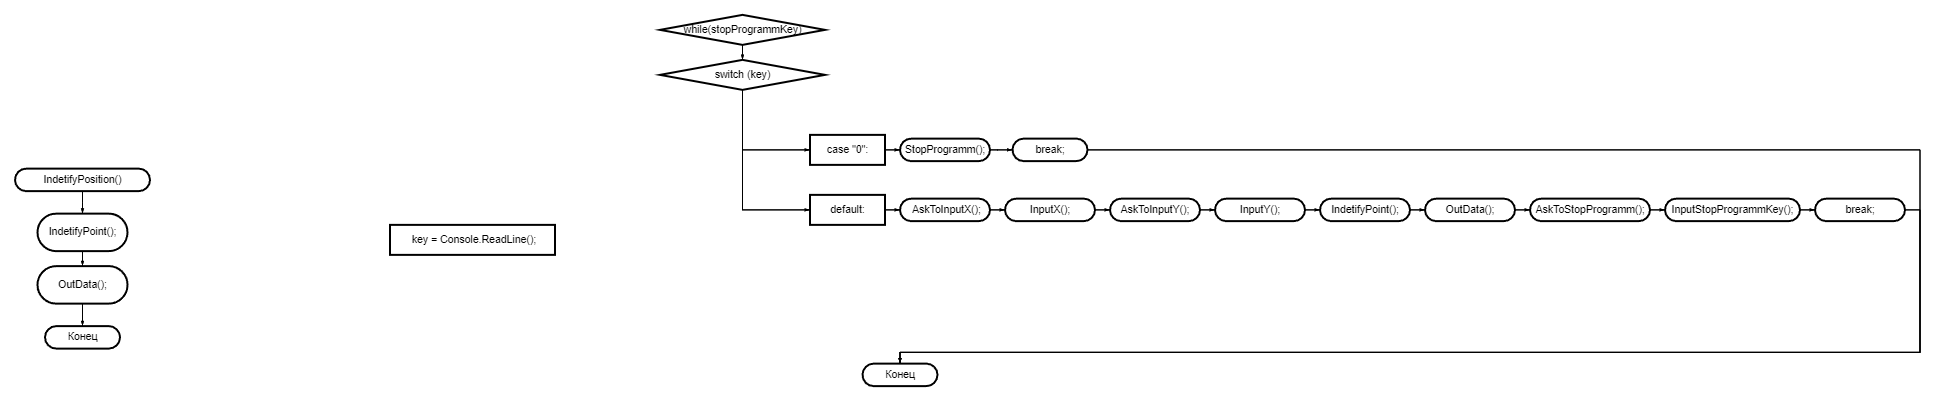 while(stopProgrammKey)
switch (key)
case "0":
StopProgramm();
break;
IndetifyPosition()
default:
AskToInputX();
InputX();
AskToInputY();
InputY();
IndetifyPoint();
OutData();
AskToStopProgramm();
InputStopProgrammKey();
break;
IndetifyPoint();
key = Console.ReadLine();
OutData();
Конец
Конец